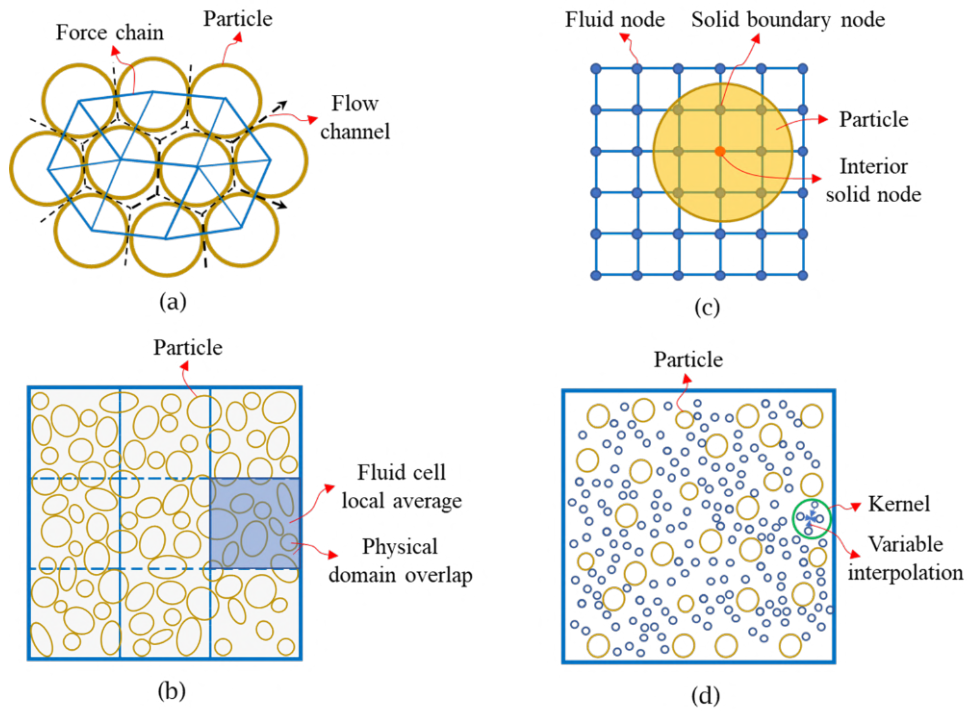 Force chain
Particle
Flow
channel
(a)
Fluid node
Solid boundary node
Particle
Interior
solid node
(c)
Particle
Fluid cell
local average
Physical
domain overlap
(b)
Particle
Kernel
Variable
interpolation
(d)